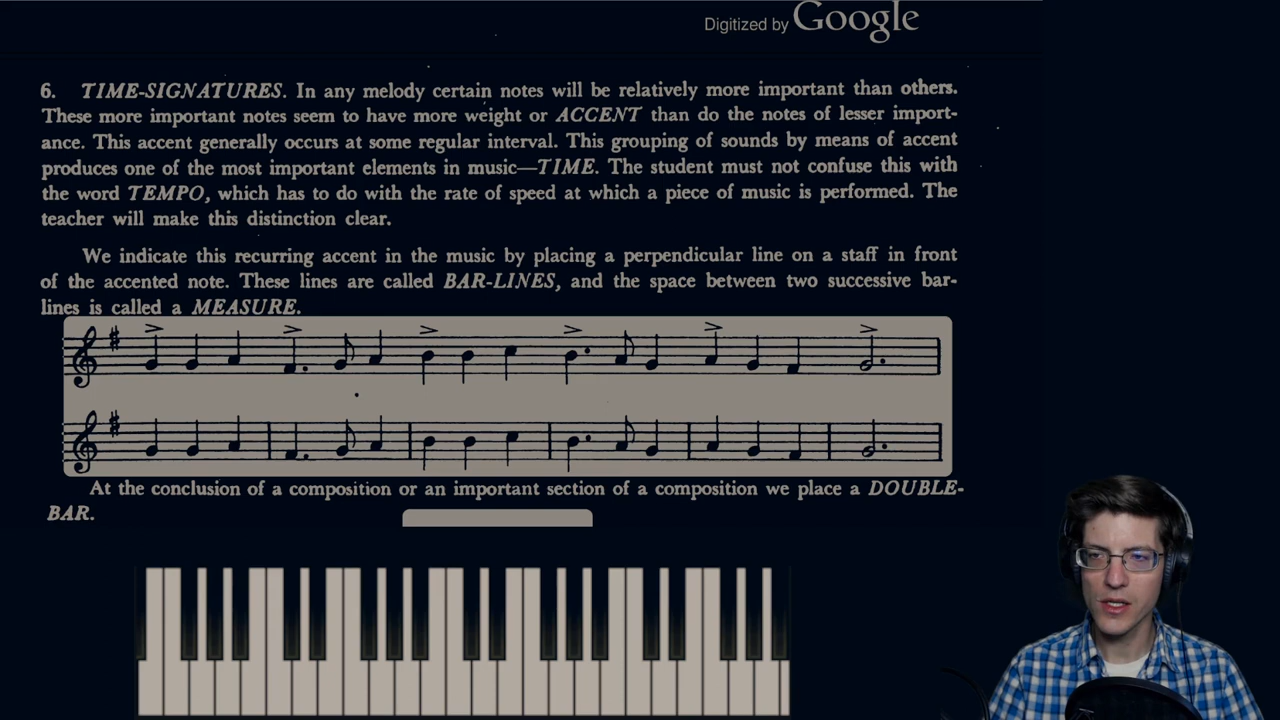 Digitized by Google
6. TIME-SIGNATURES. In any melody certain notes will be relatively more important than others.
These more important notes seem to have more weight or ACCENT than do the notes of lesser import-
ance. This accent generally occurs at some regular interval. This grouping of sounds by means of accent
produces one of the most important elements in music—TIME. The student must not confuse this with
the word TEMPO, which has to do with the rate of speed at which a piece of music is performed. The
teacher will make this distinction clear.
We indicate this recurring accent in the music by placing a perpendicular line on a staff in front
of the accented note. These lines are called BAR-LINES, and the space between two successive bar-
lines is called a MEASURE.
At the conclusion of a composition or an important section of a composition we place a DOUBLE-
BAR.